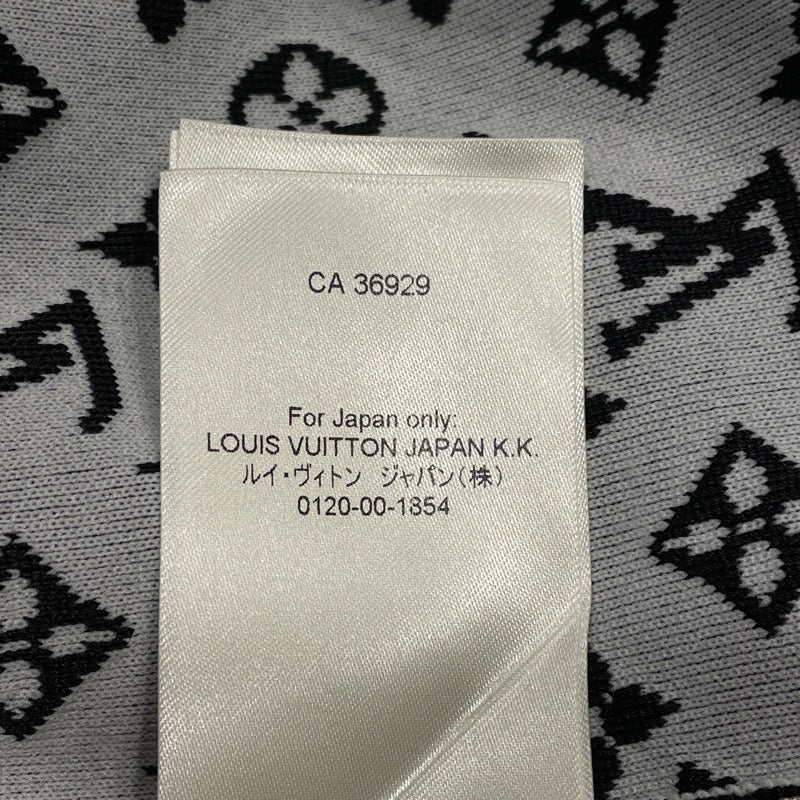 CA 36929
For Japan only:
LOUIS VUITTON JAPAN K.K.
ルイ・ヴィトン ジャパン(株)
0120-00-1854